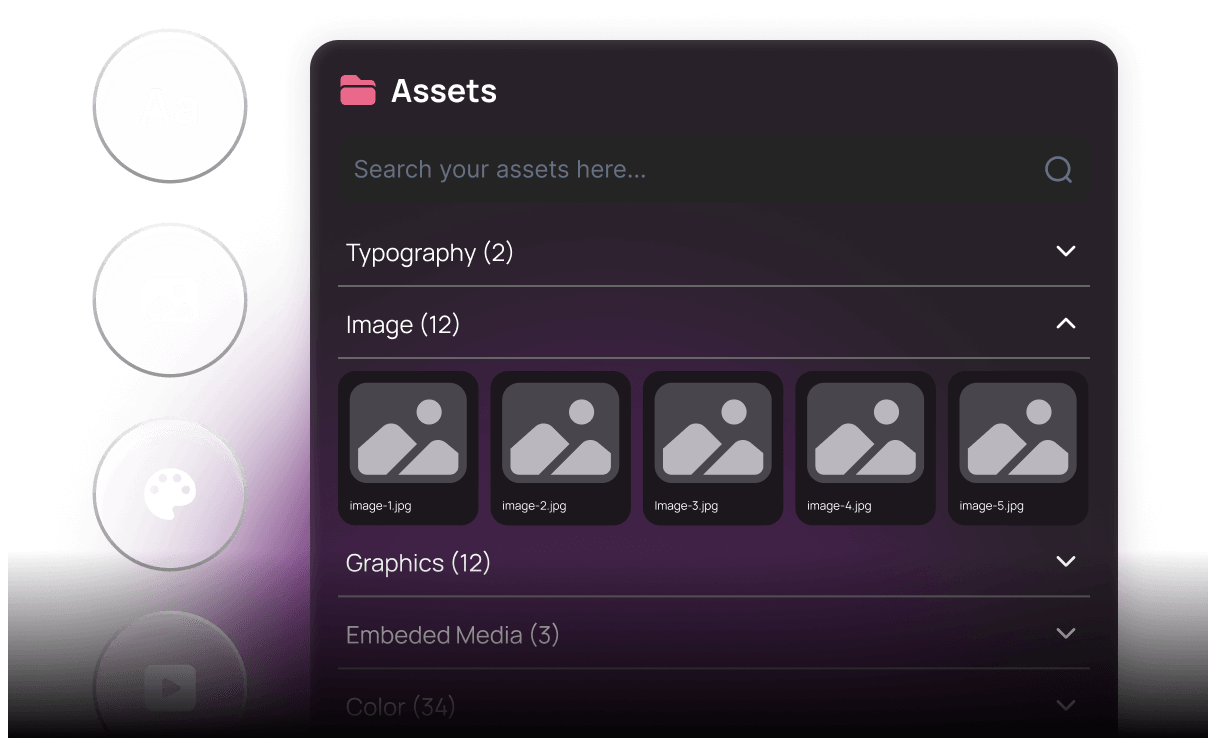 Assets
Search your assets here...
Typography (2)
Image (12)
image-1.jpg
image-2.jpg
Image-3.jpg
image-4.jpg
image-5.jpg
Graphics (12)
Embeded Media (3)
Color (34)